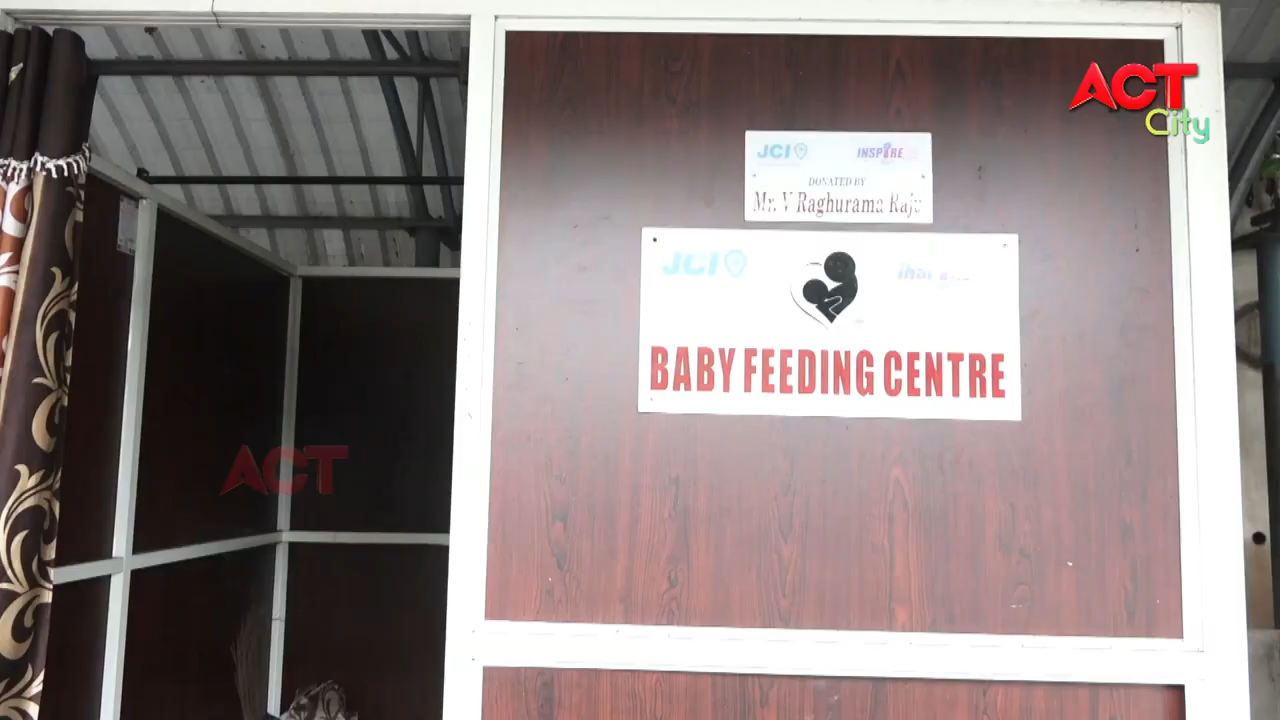 ACT
City
JCI INSPIRE
DONATED BY
Mr. V Raghurama Raju
JCI
BABY FEEDING CENTRE
ACT